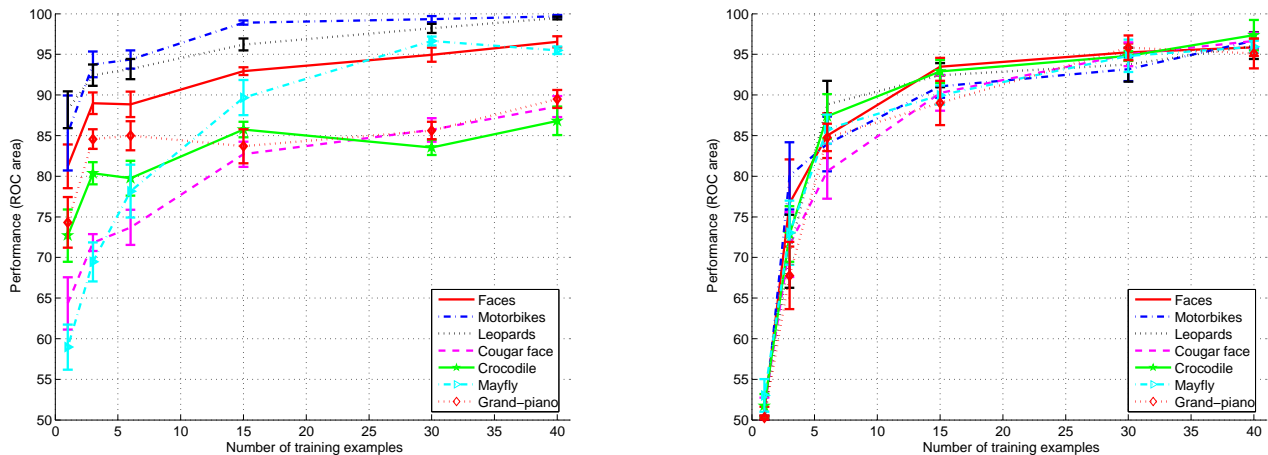 Performance (ROC area)
100
95
90
85
80
75
70
65
60
55
50
0 5 10 15 20 25 30 35 40
Number of training examples
Faces
Motorbikes
Leopards
Cougar face
Crocodile
Mayfly
Grand−piano
Performance (ROC area)
100
95
90
85
80
75
70
65
60
55
50
0 5 10 15 20 25 30 35 40
Number of training examples
Faces
Motorbikes
Leopards
Cougar face
Crocodile
Mayfly
Grand−piano